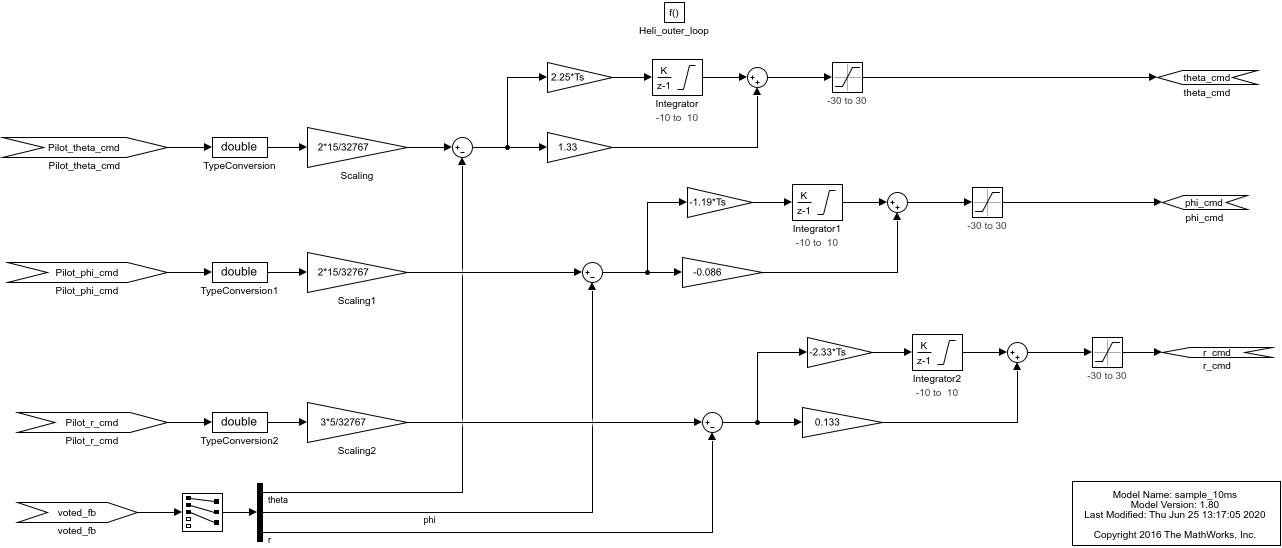 f()
Heli_outer_loop
2.25*Ts
K
z-1
Integrator
-10 to 10
+
+
-30 to 30
theta_cmd
theta_cmd
Pilot_theta_cmd
Pilot_theta_cmd
double
TypeConversion
2*15/32767
Scaling
+
-
1.33
-1.19*Ts
K
z-1
Integrator1
-10 to 10
+
+
-30 to 30
phi_cmd
phi_cmd
Pilot_phi_cmd
Pilot_phi_cmd
double
TypeConversion1
2*15/32767
Scaling1
+
-
-0.086
-2.33*Ts
K
z-1
Integrator2
-10 to 10
+
+
-30 to 30
r_cmd
r_cmd
Pilot_r_cmd
Pilot_r_cmd
double
TypeConversion2
3*5/32767
Scaling2
+
-
0.133
voted_fb
voted_fb
theta
phi
r
Model Name: sample_10ms
Model Version: 1.80
Last Modified: Thu Jun 25 13:17:05 2020
Copyright 2016 The MathWorks, Inc.